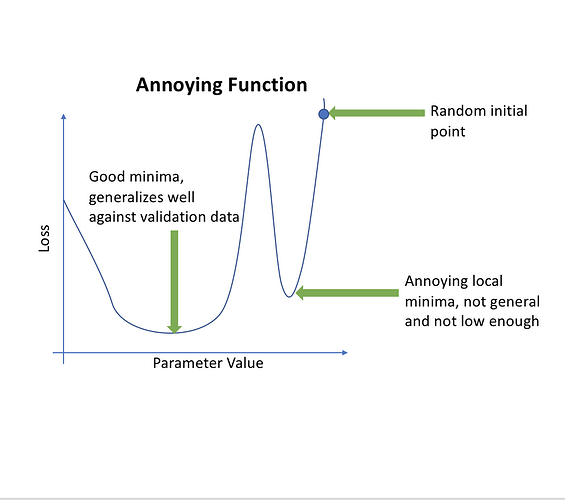 Annoying Function
Random initial
point
Good minima,
generalizes well
against validation data
Loss
Annoying local
minima, not general
and not low enough
Parameter Value